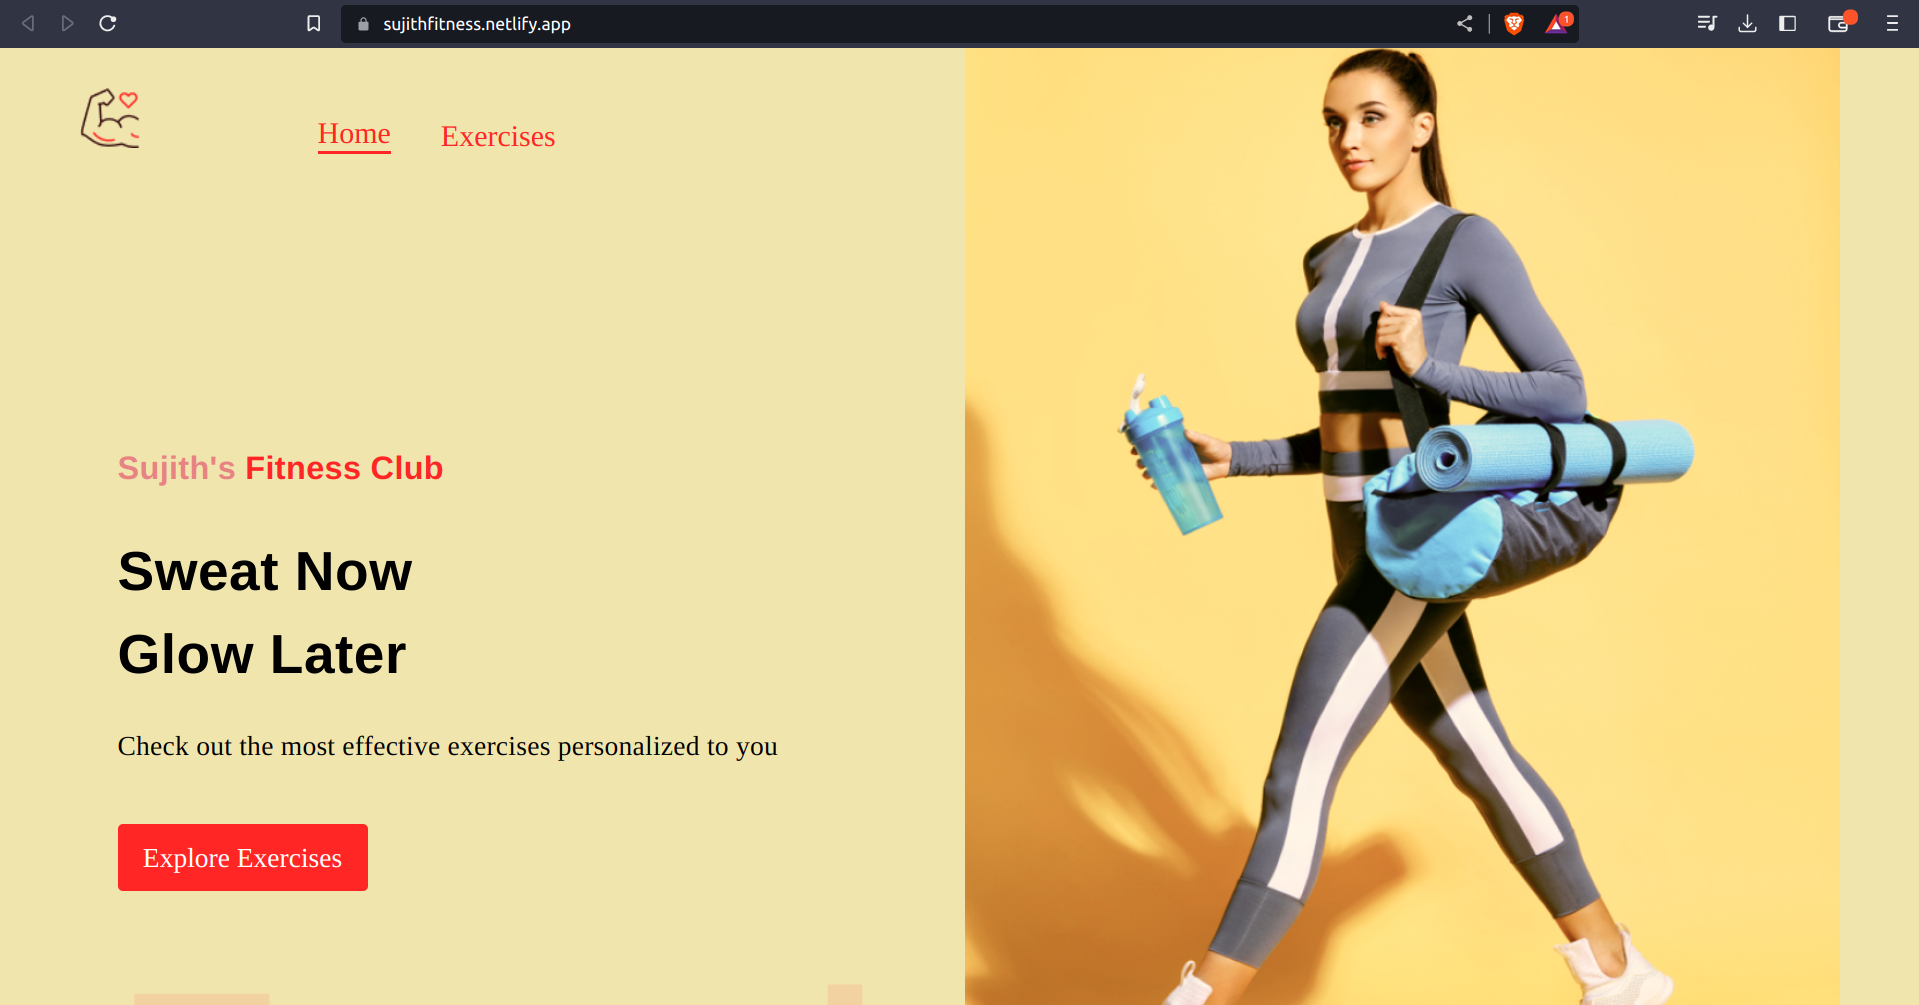 sujithfitness.netlify.app
1
Home
Exercises
Sujith's Fitness Club
Sweat Now
Glow Later
Check out the most effective exercises personalized to you
Explore Exercises